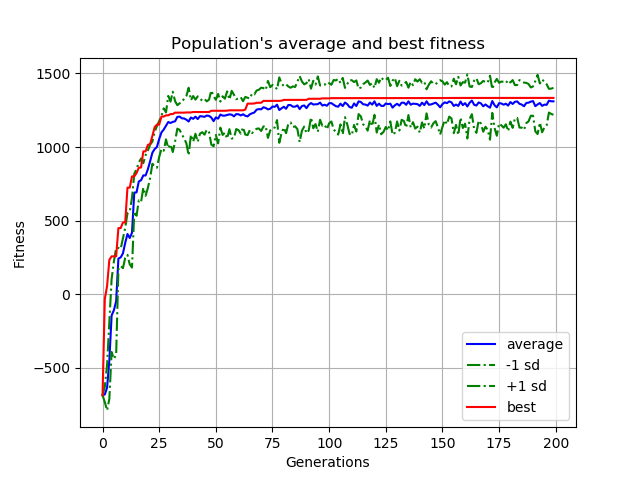 Population's average and best fitness
1500
1000
500
0
−500
Fitness
0
25
50
75
100
125
150
175
200
Generations
average
-1 sd
+1 sd
best